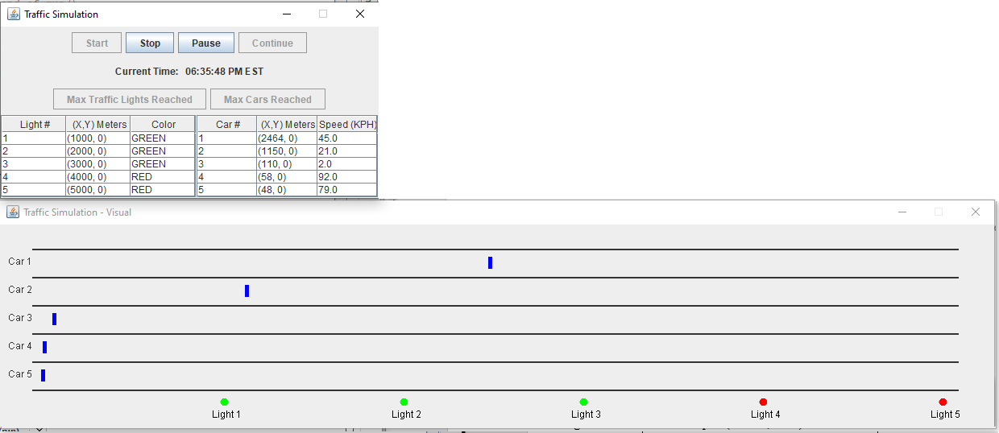 Traffic Simulation
Start Stop Pause Continue
Current Time: 06:35:48 PM EST
Max Traffic Lights Reached Max Cars Reached
Light # (X,Y) Meters Color Car # (X,Y) Meters Speed (KPH)
1 (1000, 0) GREEN 1 (2464, 0) 45.0
2 (2000, 0) GREEN 2 (1150, 0) 21.0
3 (3000, 0) GREEN 3 (110, 0) 2.0
4 (4000, 0) RED 4 (58, 0) 92.0
5 (5000, 0) RED 5 (48, 0) 79.0
Traffic Simulation - Visual
Car 1
Car 2
Car 3
Car 4
Car 5
Light 1 Light 2 Light 3 Light 4 Light 5